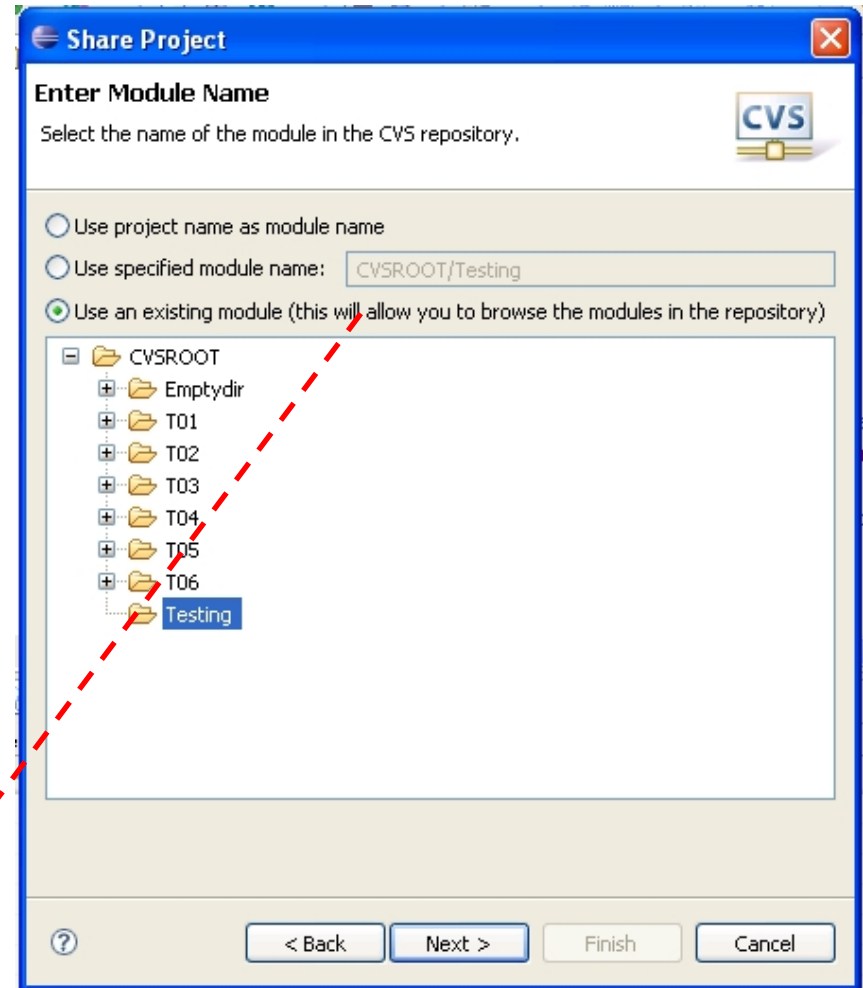 Share Project
Enter Module Name
Select the name of the module in the CVS repository.
CVS
Use project name as module name
Use specified module name: CVSROOT/Testing
Use an existing module (this will allow you to browse the modules in the repository)
CVSROOT
Emptydir
T01
T02
T03
T04
T05
T06
Testing
? < Back Next > Finish Cancel